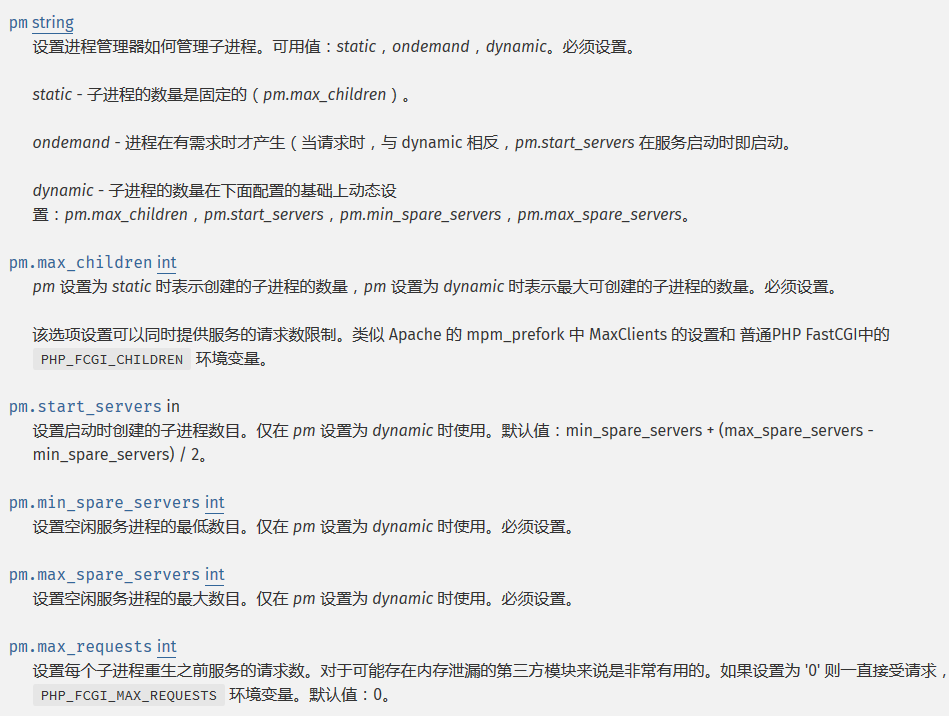 pm string
设置进程管理器如何管理子进程。可用值：static，ondemand，dynamic。必须设置。
static - 子进程的数量是固定的（pm.max_children）。
ondemand - 进程在有需求时才产生（当请求时，与 dynamic 相反，pm.start_servers 在服务启动时即启动。
dynamic - 子进程的数量在下面配置的基础上动态设
置：pm.max_children，pm.start_servers，pm.min_spare_servers，pm.max_spare_servers。
pm.max_children int
pm 设置为 static 时表示创建的子进程的数量，pm 设置为 dynamic 时表示最大可创建的子进程的数量。必须设置。
该选项设置可以同时提供服务的请求数限制。类似 Apache 的 mpm_prefork 中 MaxClients 的设置和 普通PHP FastCGI中的
PHP_FCGI_CHILDREN 环境变量。
pm.start_servers in
设置启动时创建的子进程数目。仅在 pm 设置为 dynamic 时使用。默认值：min_spare_servers + (max_spare_servers -
min_spare_servers) / 2。
pm.min_spare_servers int
设置空闲服务进程的最低数目。仅在 pm 设置为 dynamic 时使用。必须设置。
pm.max_spare_servers int
设置空闲服务进程的最大数目。仅在 pm 设置为 dynamic 时使用。必须设置。
pm.max_requests int
设置每个子进程重生之前服务的请求数。对于可能存在内存泄漏的第三方模块来说是非常有用的。如果设置为 '0' 则一直接受请求，
PHP_FCGI_MAX_REQUESTS 环境变量。默认值：0。